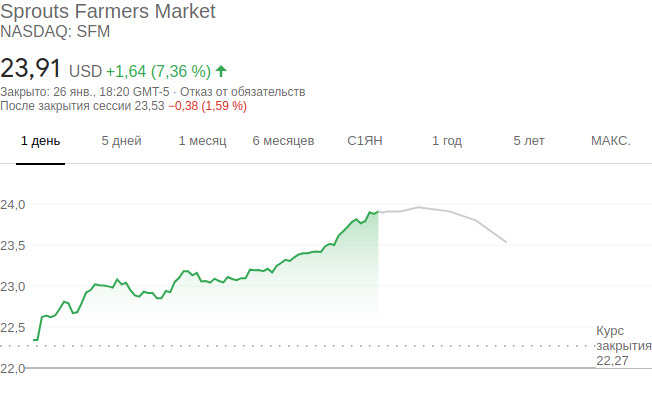 Sprouts Farmers Market
NASDAQ: SFM
23,91 USD +1,64 (7,36 %)
Закрыто: 26 янв., 18:20 GMT-5 · Отказ от обязательств
После закрытия сессии 23,53 −0,38 (1,59 %)
1 день 5 дней 1 месяц 6 месяцев С1ЯН 1 год 5 лет МАКС.
24,0
23,5
23,0
22,5
22,0
Курс
закрытия
22,27